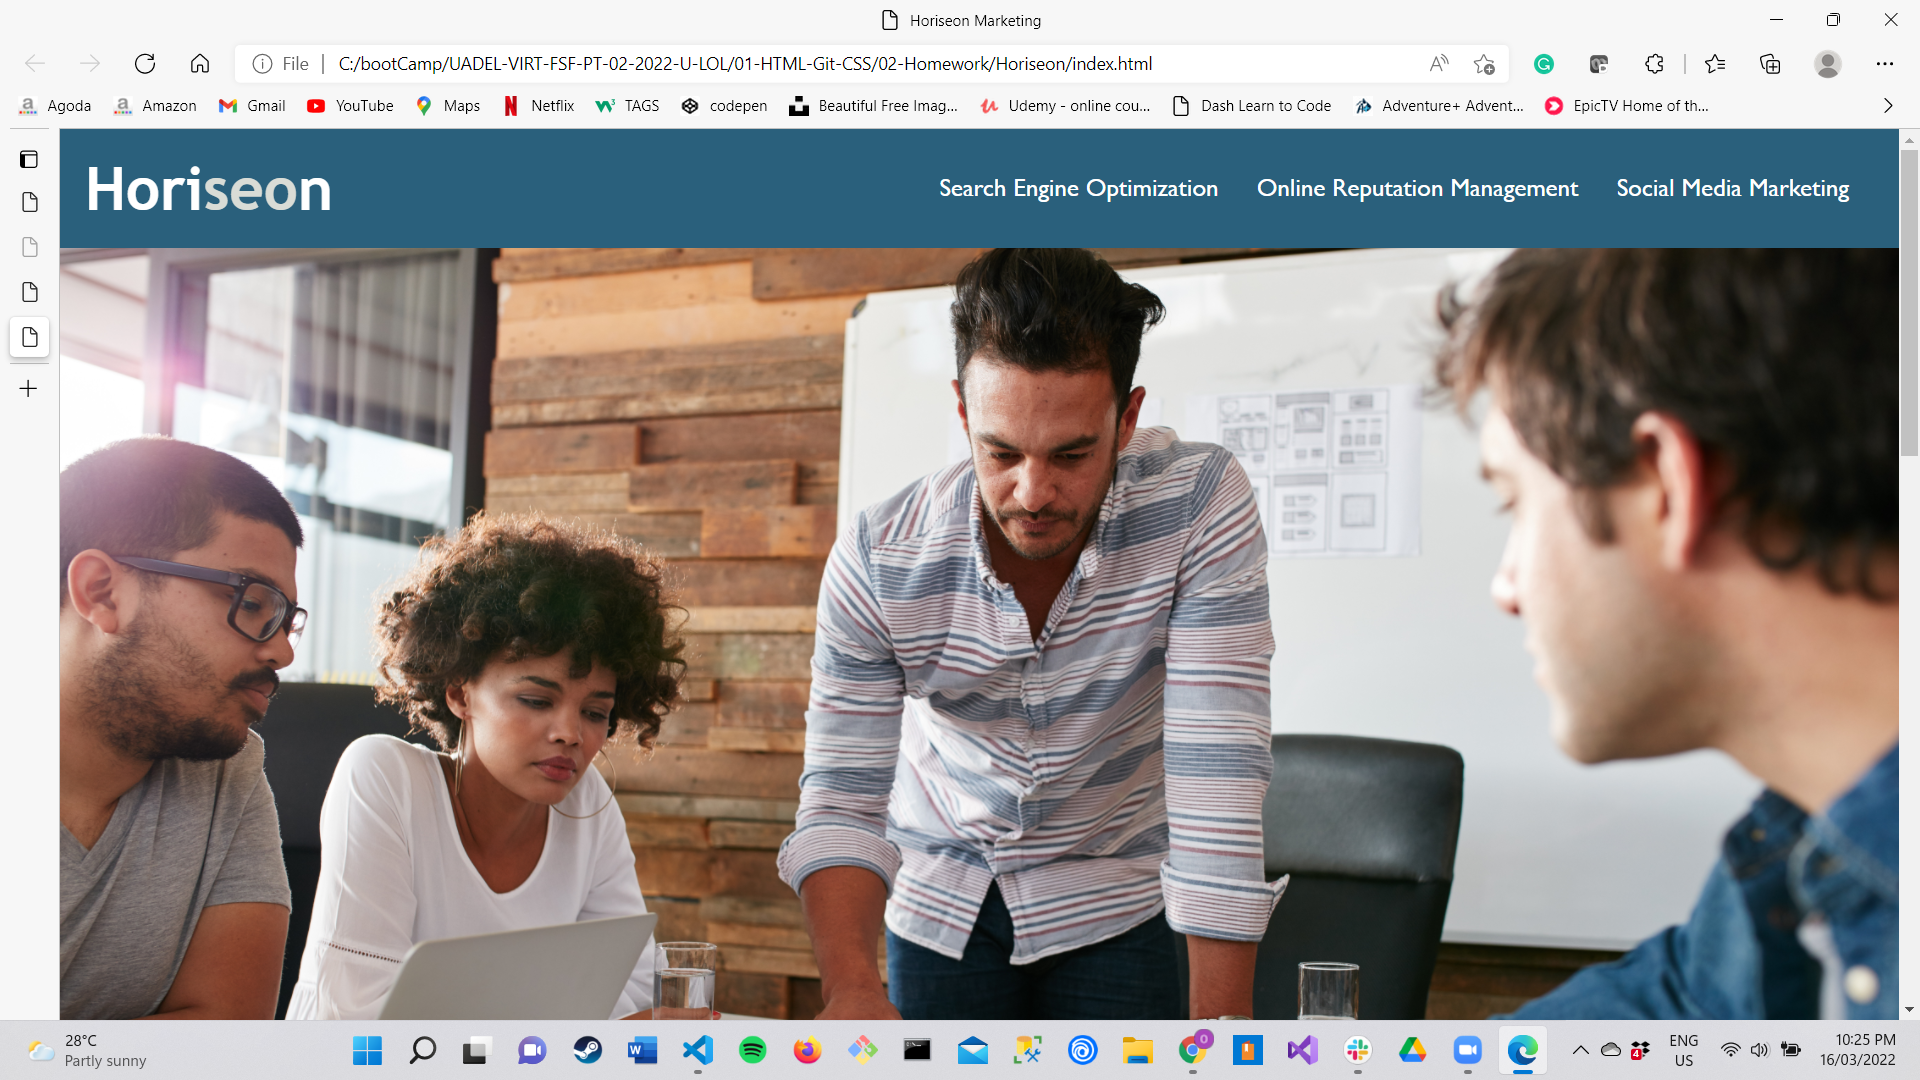 Horiseon Marketing
File
C:/bootCamp/UADEL-VIRT-FSF-PT-02-2022-U-LOL/01-HTML-Git-CSS/02-Homework/Horiseon/index.html
Agoda Amazon Gmail YouTube Maps Netflix TAGS codepen Beautiful Free Imag... Udemy - online cou... Dash Learn to Code Adventure+ Advent... EpicTV Home of th...
Horiseon
Search Engine Optimization Online Reputation Management Social Media Marketing
28°C
Partly sunny
0
4
ENG
US
10:25 PM
16/03/2022